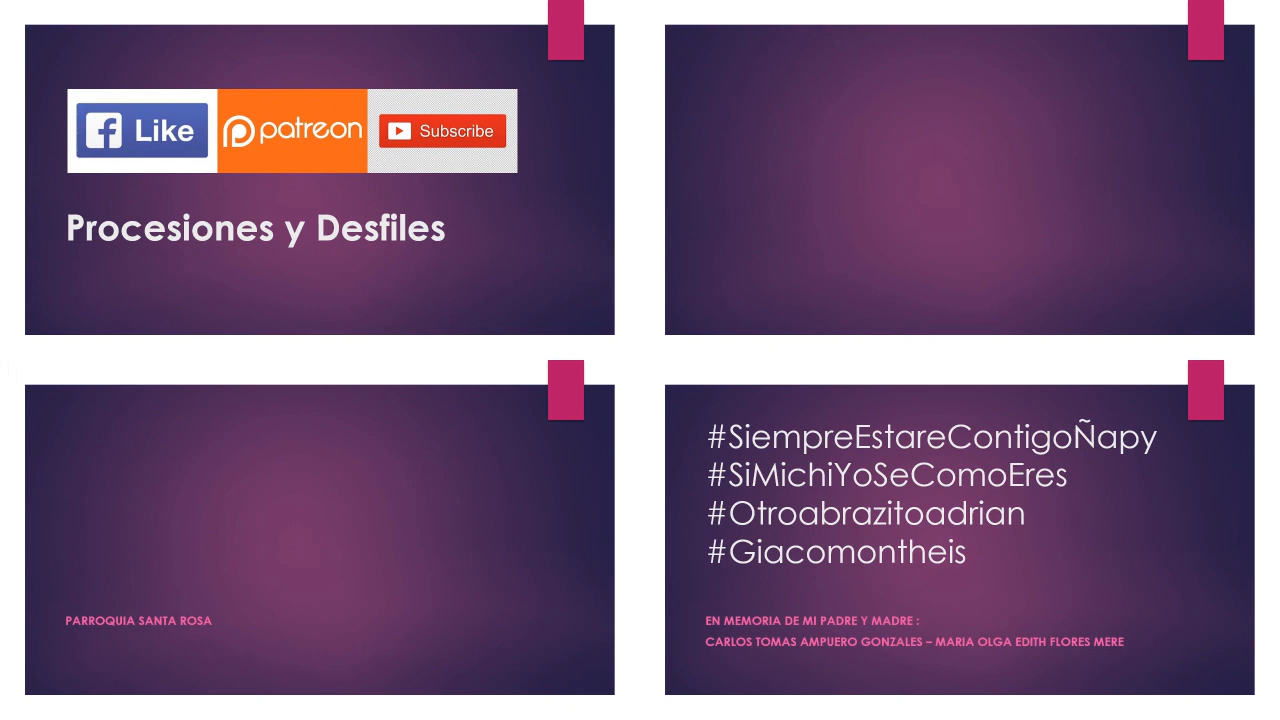 Like
patreon
Subscribe
Procesiones y Desfiles
PARROQUIA SANTA ROSA
#SiempreEstareContigoÑapy
#SiMichiYoSeComoEres
#Otroabrazitoadrian
#Giacomontheis
EN MEMORIA DE MI PADRE Y MADRE :
CARLOS TOMAS AMPUERO GONZALES – MARIA OLGA EDITH FLORES MERE